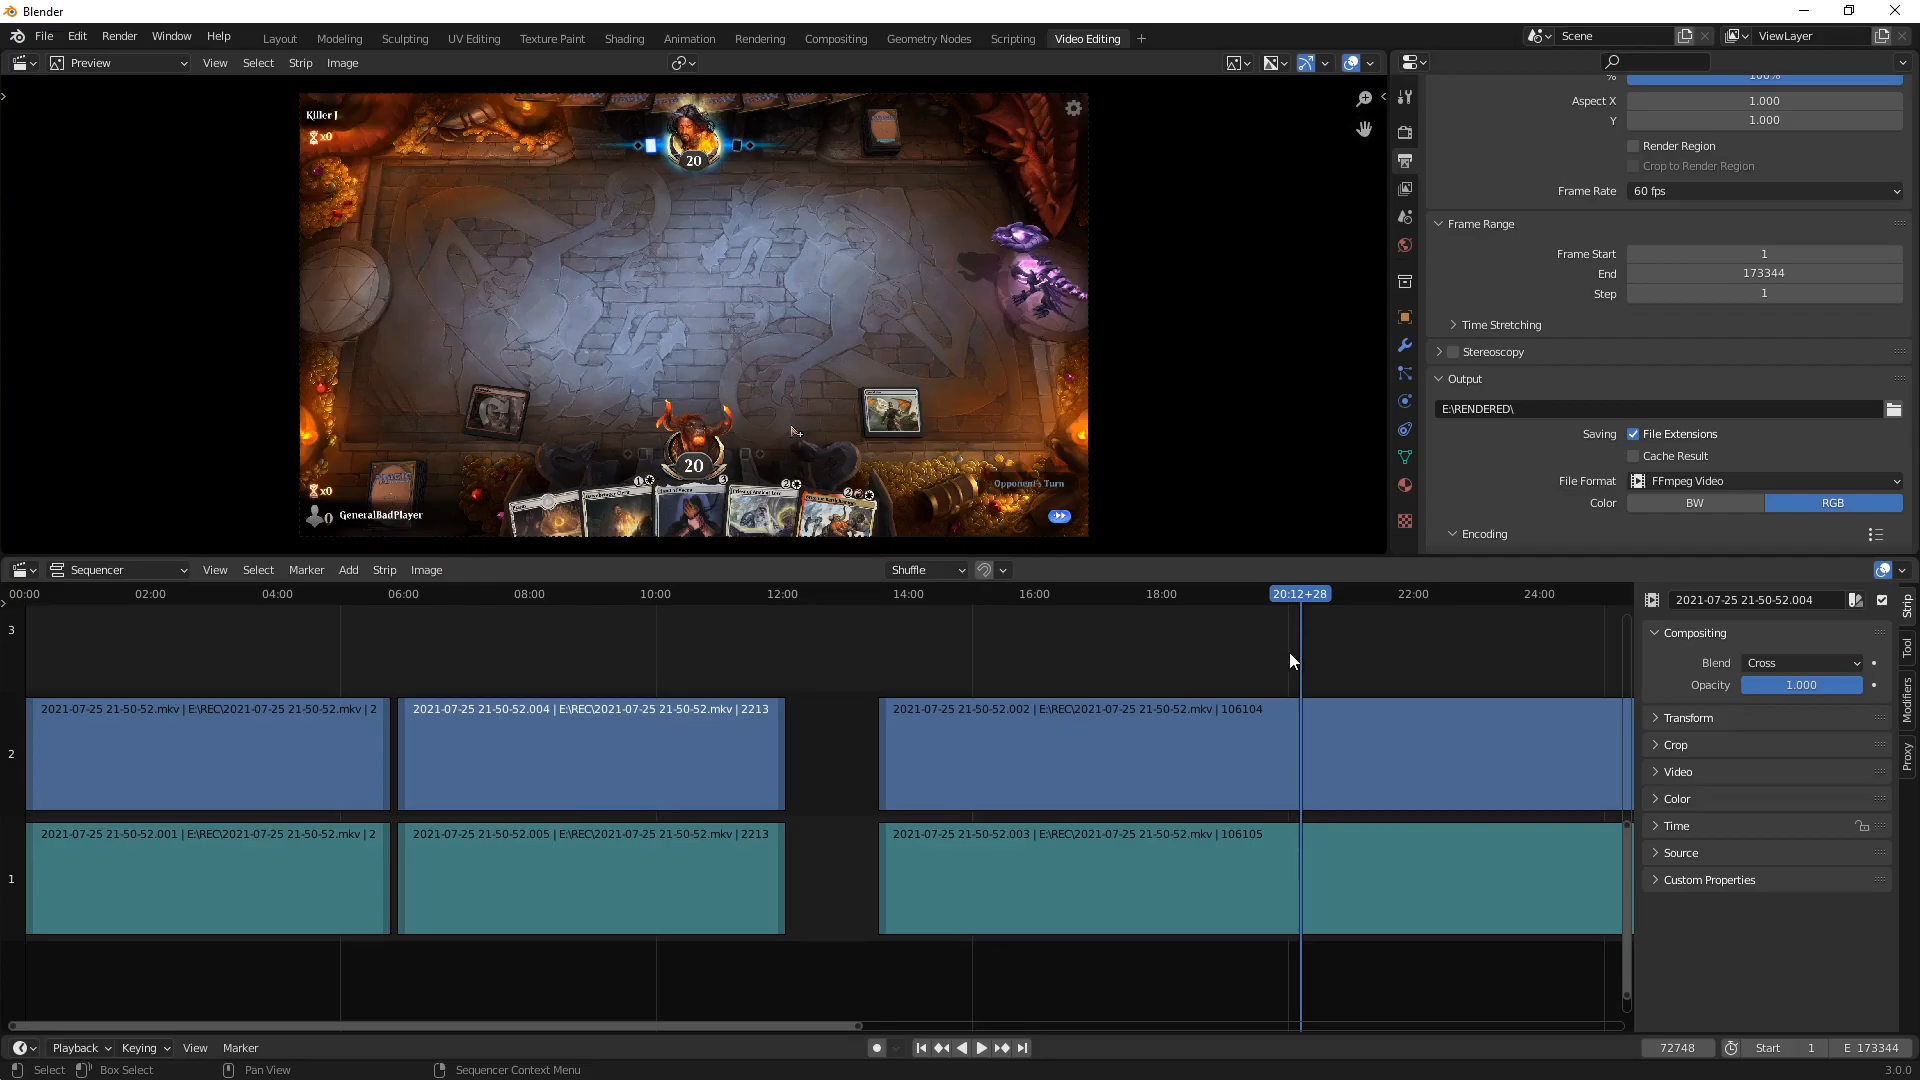 Blender
File Edit Render Window Help Layout Modeling Sculpting UV Editing Texture Paint Shading Animation Rendering Compositing Geometry Nodes Scripting Video Editing + Scene ViewLayer
Preview View Select Strip Image
Killer J
x0
20
20
x0
0 GeneralBadPlayer
Opponent's Turn
% 100%
Aspect X 1.000
Y 1.000
Render Region
Crop to Render Region
Frame Rate 60 fps
Frame Range
Frame Start 1
End 173344
Step 1
Time Stretching
Stereoscopy
Output
E:\RENDERED\
Saving File Extensions
Cache Result
File Format FFmpeg Video
Color BW RGB
Encoding
Sequencer View Select Marker Add Strip Image Shuffle
00:00 02:00 04:00 06:00 08:00 10:00 12:00 14:00 16:00 18:00 20:12+28 22:00 24:00
3
2021-07-25 21-50-52.mkv | E:\REC\2021-07-25 21-50-52.mkv | 2
2021-07-25 21-50-52.004 | E:\REC\2021-07-25 21-50-52.mkv | 2213
2021-07-25 21-50-52.002 | E:\REC\2021-07-25 21-50-52.mkv | 106104
2
2021-07-25 21-50-52.001 | E:\REC\2021-07-25 21-50-52.mkv | 2
2021-07-25 21-50-52.005 | E:\REC\2021-07-25 21-50-52.mkv | 2213
2021-07-25 21-50-52.003 | E:\REC\2021-07-25 21-50-52.mkv | 106105
1
2021-07-25 21-50-52.004
Compositing
Blend Cross
Opacity 1.000
Transform
Crop
Video
Color
Time
Source
Custom Properties
Strip
Tool
Modifiers
Proxy
Playback Keying View Marker 72748 Start 1 E 173344
Select Box Select Pan View Sequencer Context Menu 3.0.0